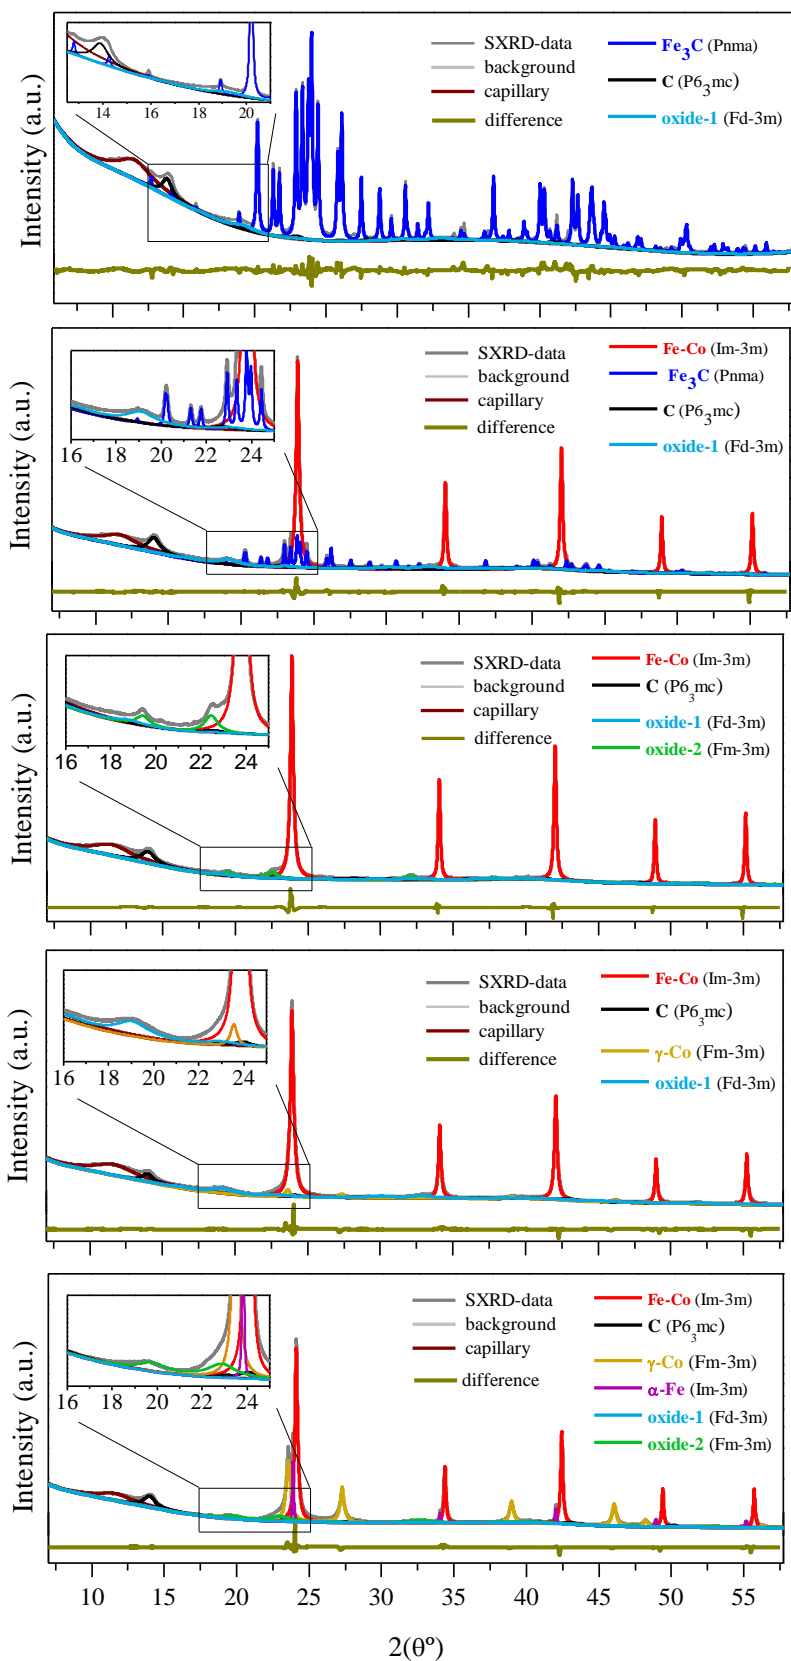 SXRD-data
background
capillary
difference
Fe3C (Pnma)
C (P63mc)
oxide-1 (Fd-3m)
14 16 18 20
Intensity (a.u.)
SXRD-data
background
capillary
difference
Fe-Co (Im-3m)
Fe3C (Pnma)
C (P63mc)
oxide-1 (Fd-3m)
16 18 20 22 24
Intensity (a.u.)
SXRD-data
background
capillary
difference
Fe-Co (Im-3m)
C (P63mc)
oxide-1 (Fd-3m)
oxide-2 (Fm-3m)
16 18 20 22 24
Intensity (a.u.)
SXRD-data
background
capillary
difference
Fe-Co (Im-3m)
C (P63mc)
γ-Co (Fm-3m)
oxide-1 (Fd-3m)
16 18 20 22 24
Intensity (a.u.)
SXRD-data
background
capillary
difference
Fe-Co (Im-3m)
C (P63mc)
γ-Co (Fm-3m)
α-Fe (Im-3m)
oxide-1 (Fd-3m)
oxide-2 (Fm-3m)
16 18 20 22 24
Intensity (a.u.)
10 15 20 25 30 35 40 45 50 55
2(θº)